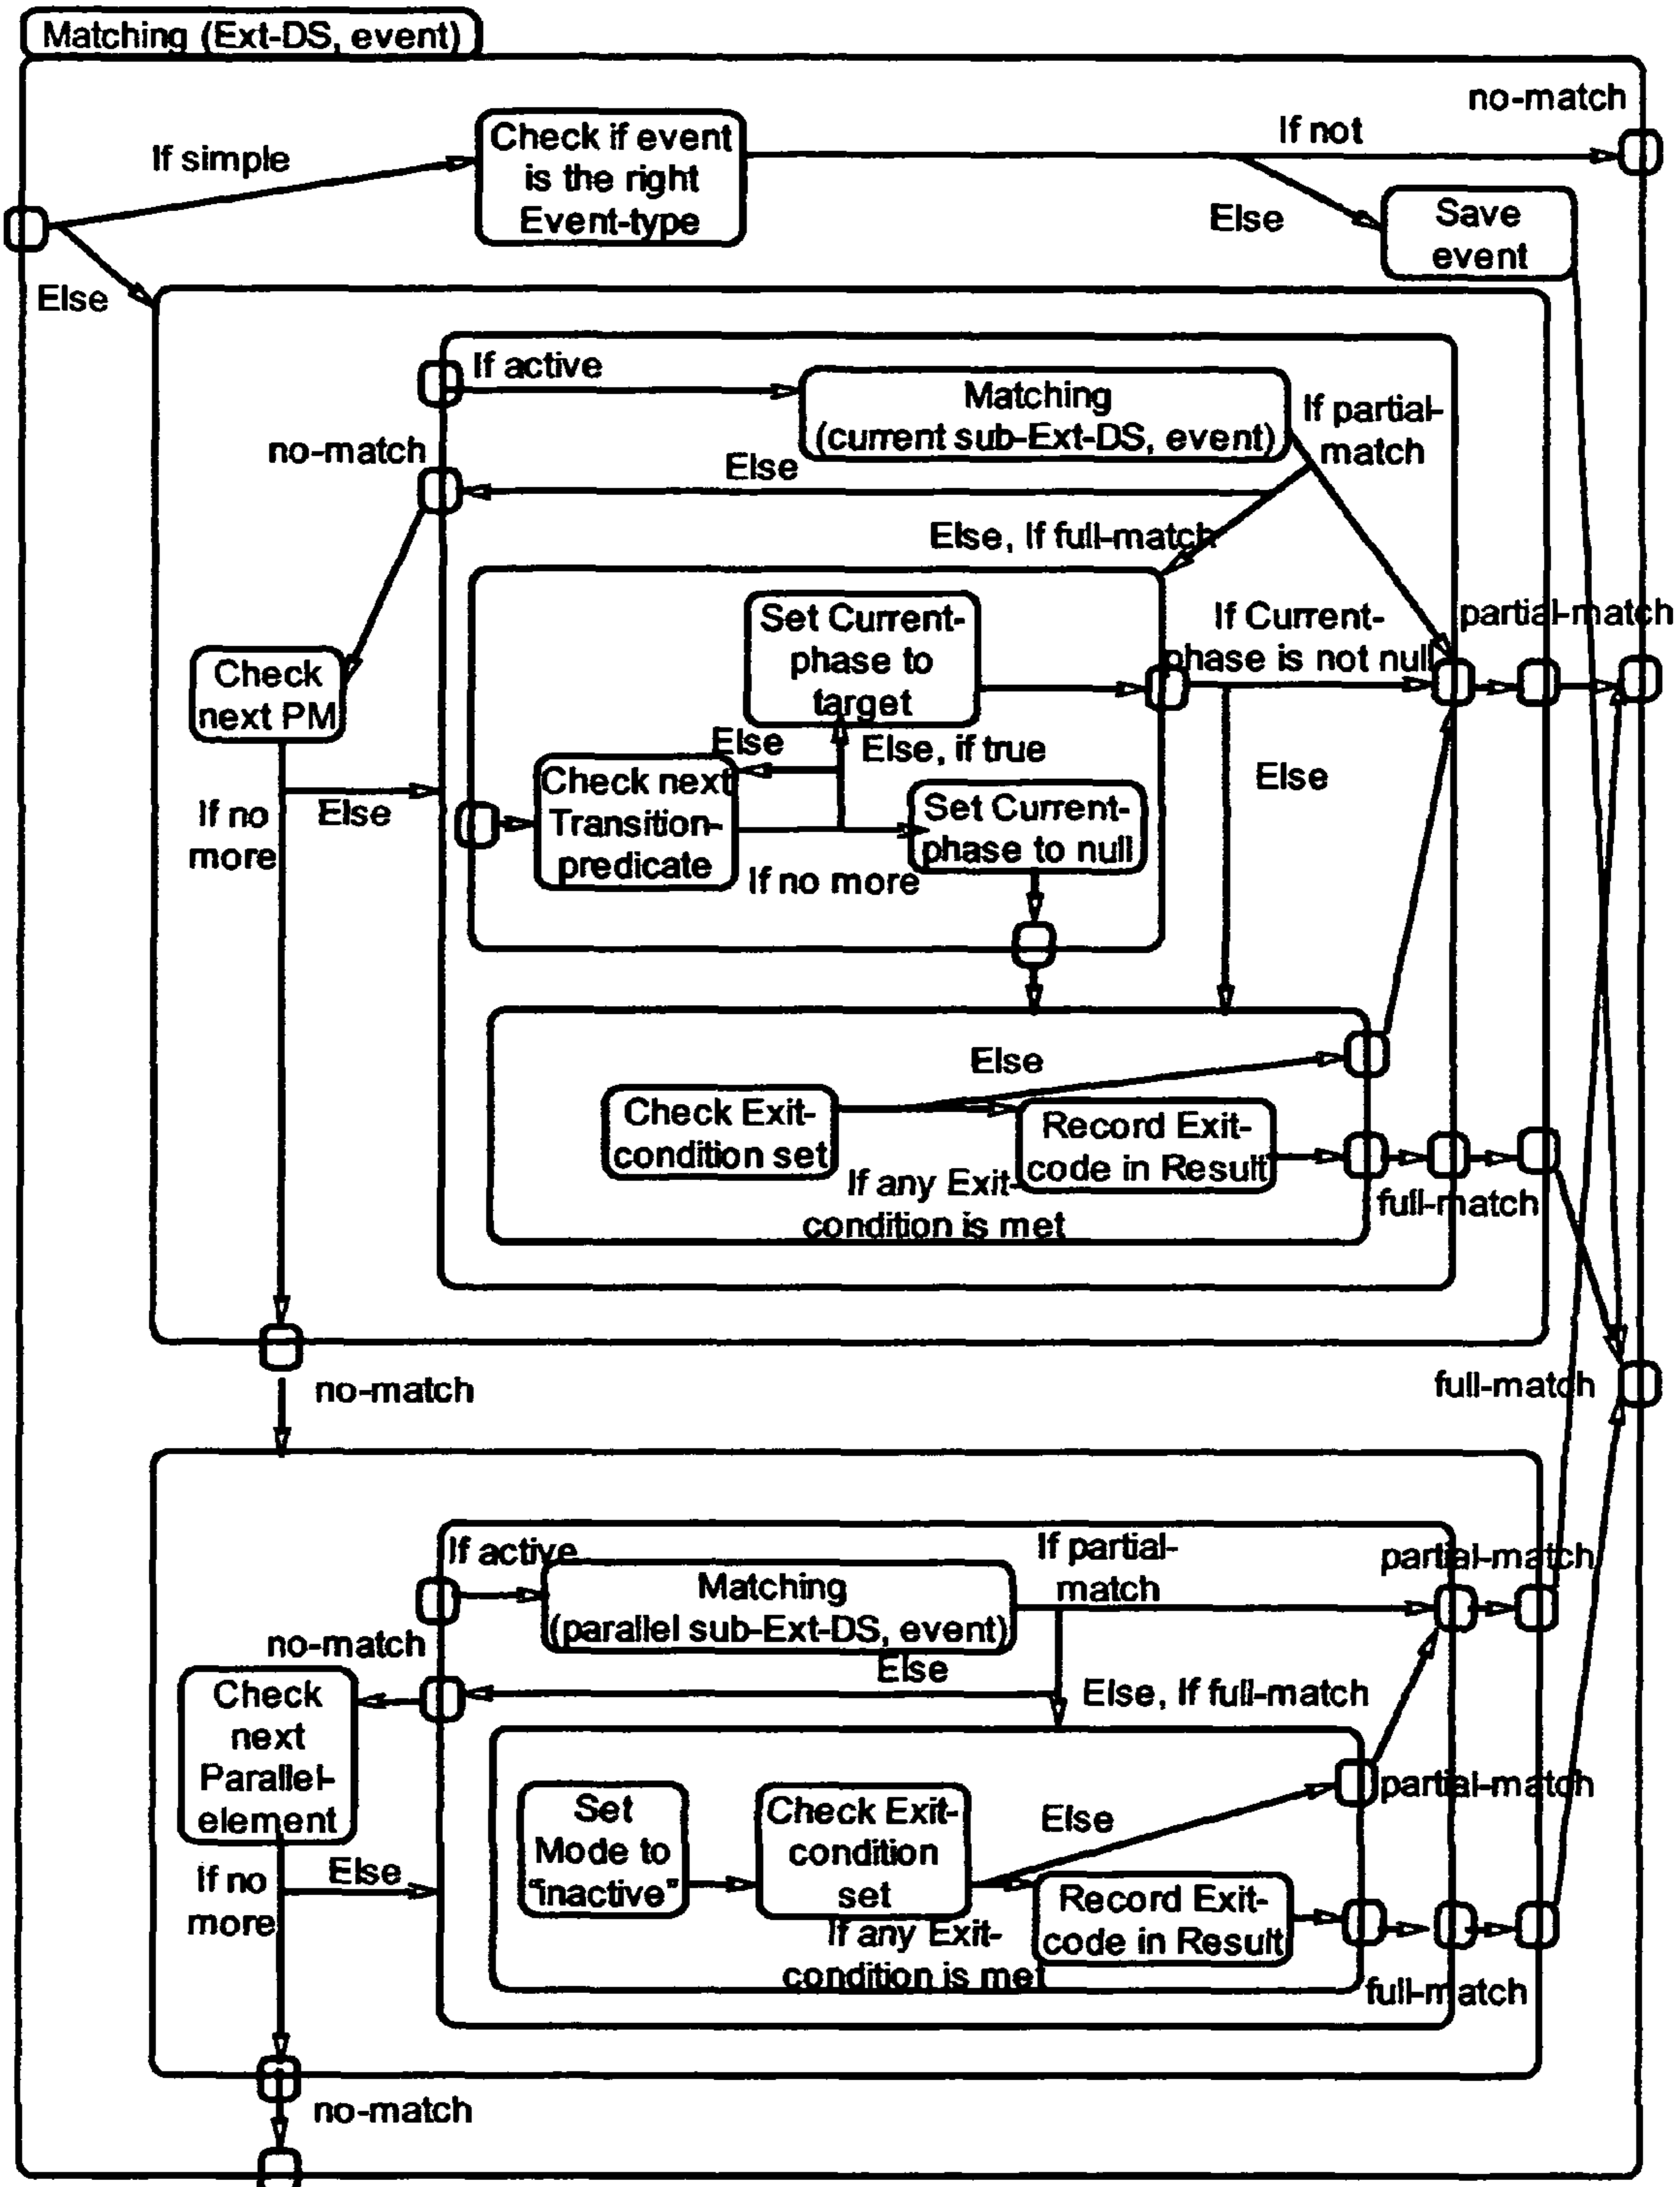 Matching (Ext-DS, event)
no-match
If simple
Check if event
is the right
Event-type
If not
Else
Save
event
Else
If active
Matching
(current sub-Ext-DS, event)
If partial-
match
no-match
Else
Else, If full-match
Set Current-
phase to
target
If Current-
phase is not null
partial-match
Check
next PM
Else
Else, if true
Check next
Transition-
predicate
Set Current-
phase to null
If no more
Else
If no
more
Else
Else
Check Exit-
condition set
Record Exit-
code in Result
If any Exit-
condition is met
full-match
no-match
full-match
If active
If partial-
match
partial-match
Matching
(parallel sub-Ext-DS, event)
no-match
Else
Else, If full-match
Check
next
Parallel-
element
Set
Mode to
"inactive"
Check Exit-
condition
set
Else
partial-match
If no
more
Else
Record Exit-
code in Result
If any Exit-
condition is met
full-match
no-match